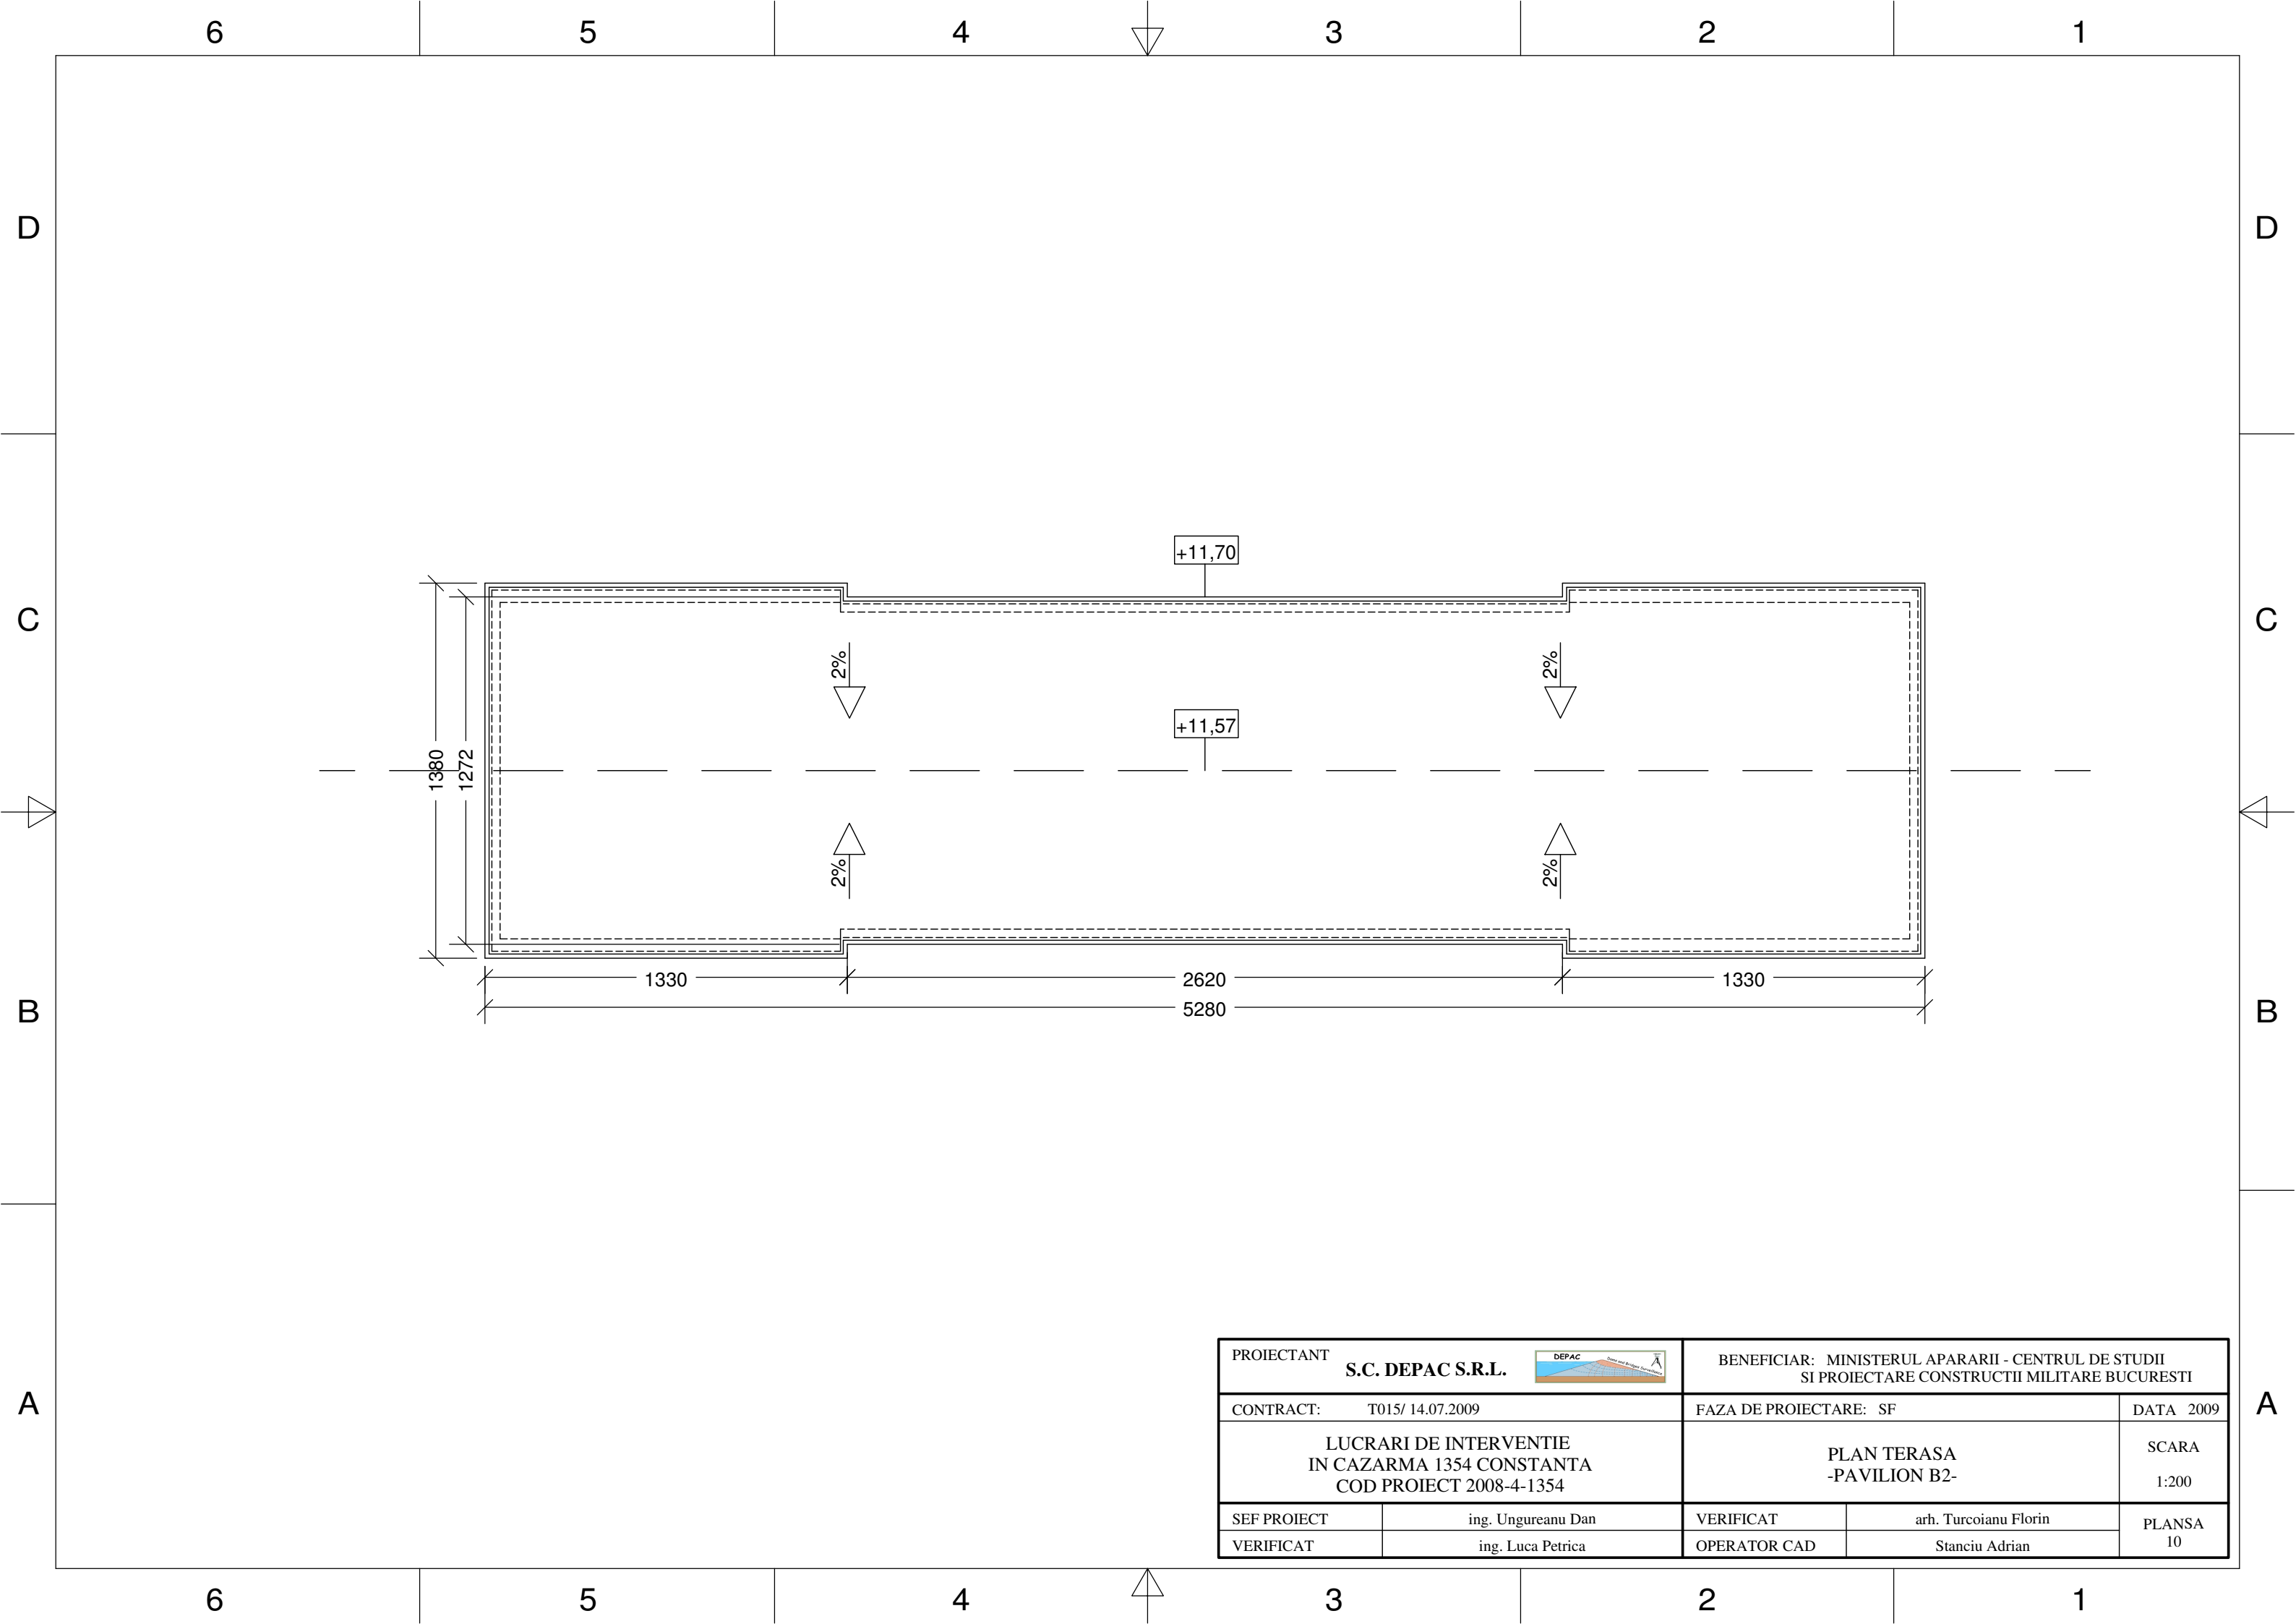 6 5 4 3 2 1
D D
C C
B B
A A
+11,70
2% 2%
+11,57
1380 1272
2% 2%
1330 2620 1330
5280
PROIECTANT
S.C. DEPAC S.R.L.
DEPAC
BENEFICIAR: MINISTERUL APARARII - CENTRUL DE STUDII
SI PROIECTARE CONSTRUCTII MILITARE BUCURESTI
CONTRACT: T015/ 14.07.2009
FAZA DE PROIECTARE: SF
DATA 2009
LUCRARI DE INTERVENTIE
IN CAZARMA 1354 CONSTANTA
COD PROIECT 2008-4-1354
PLAN TERASA
-PAVILION B2-
SCARA
1:200
SEF PROIECT ing. Ungureanu Dan
VERIFICAT arh. Turcoianu Florin
PLANSA
10
VERIFICAT ing. Luca Petrica
OPERATOR CAD Stanciu Adrian
6 5 4 3 2 1